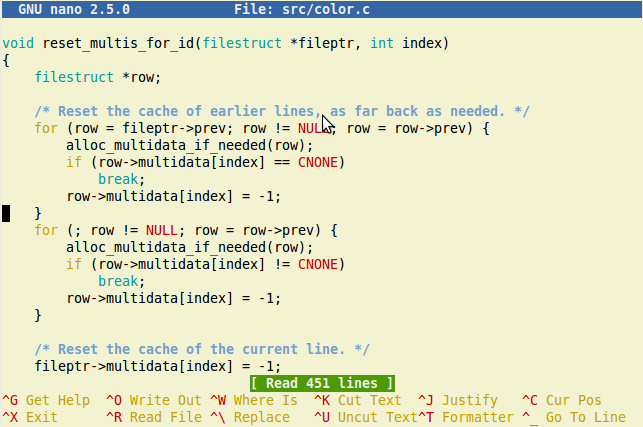 GNU nano 2.5.0 File: src/color.c
void reset_multis_for_id(filestruct *fileptr, int index)
{
    filestruct *row;

    /* Reset the cache of earlier lines, as far back as needed. */
    for (row = fileptr->prev; row != NULL; row = row->prev) {
        alloc_multidata_if_needed(row);
        if (row->multidata[index] == CNONE)
            break;
        row->multidata[index] = -1;
    }
    for (; row != NULL; row = row->prev) {
        alloc_multidata_if_needed(row);
        if (row->multidata[index] != CNONE)
            break;
        row->multidata[index] = -1;
    }

    /* Reset the cache of the current line. */
    fileptr->multidata[index] = -1;
[ Read 451 lines ]
^G Get Help ^O Write Out ^W Where Is ^K Cut Text ^J Justify ^C Cur Pos
^X Exit ^R Read File ^\ Replace ^U Uncut Text ^T Formatter ^_ Go To Line